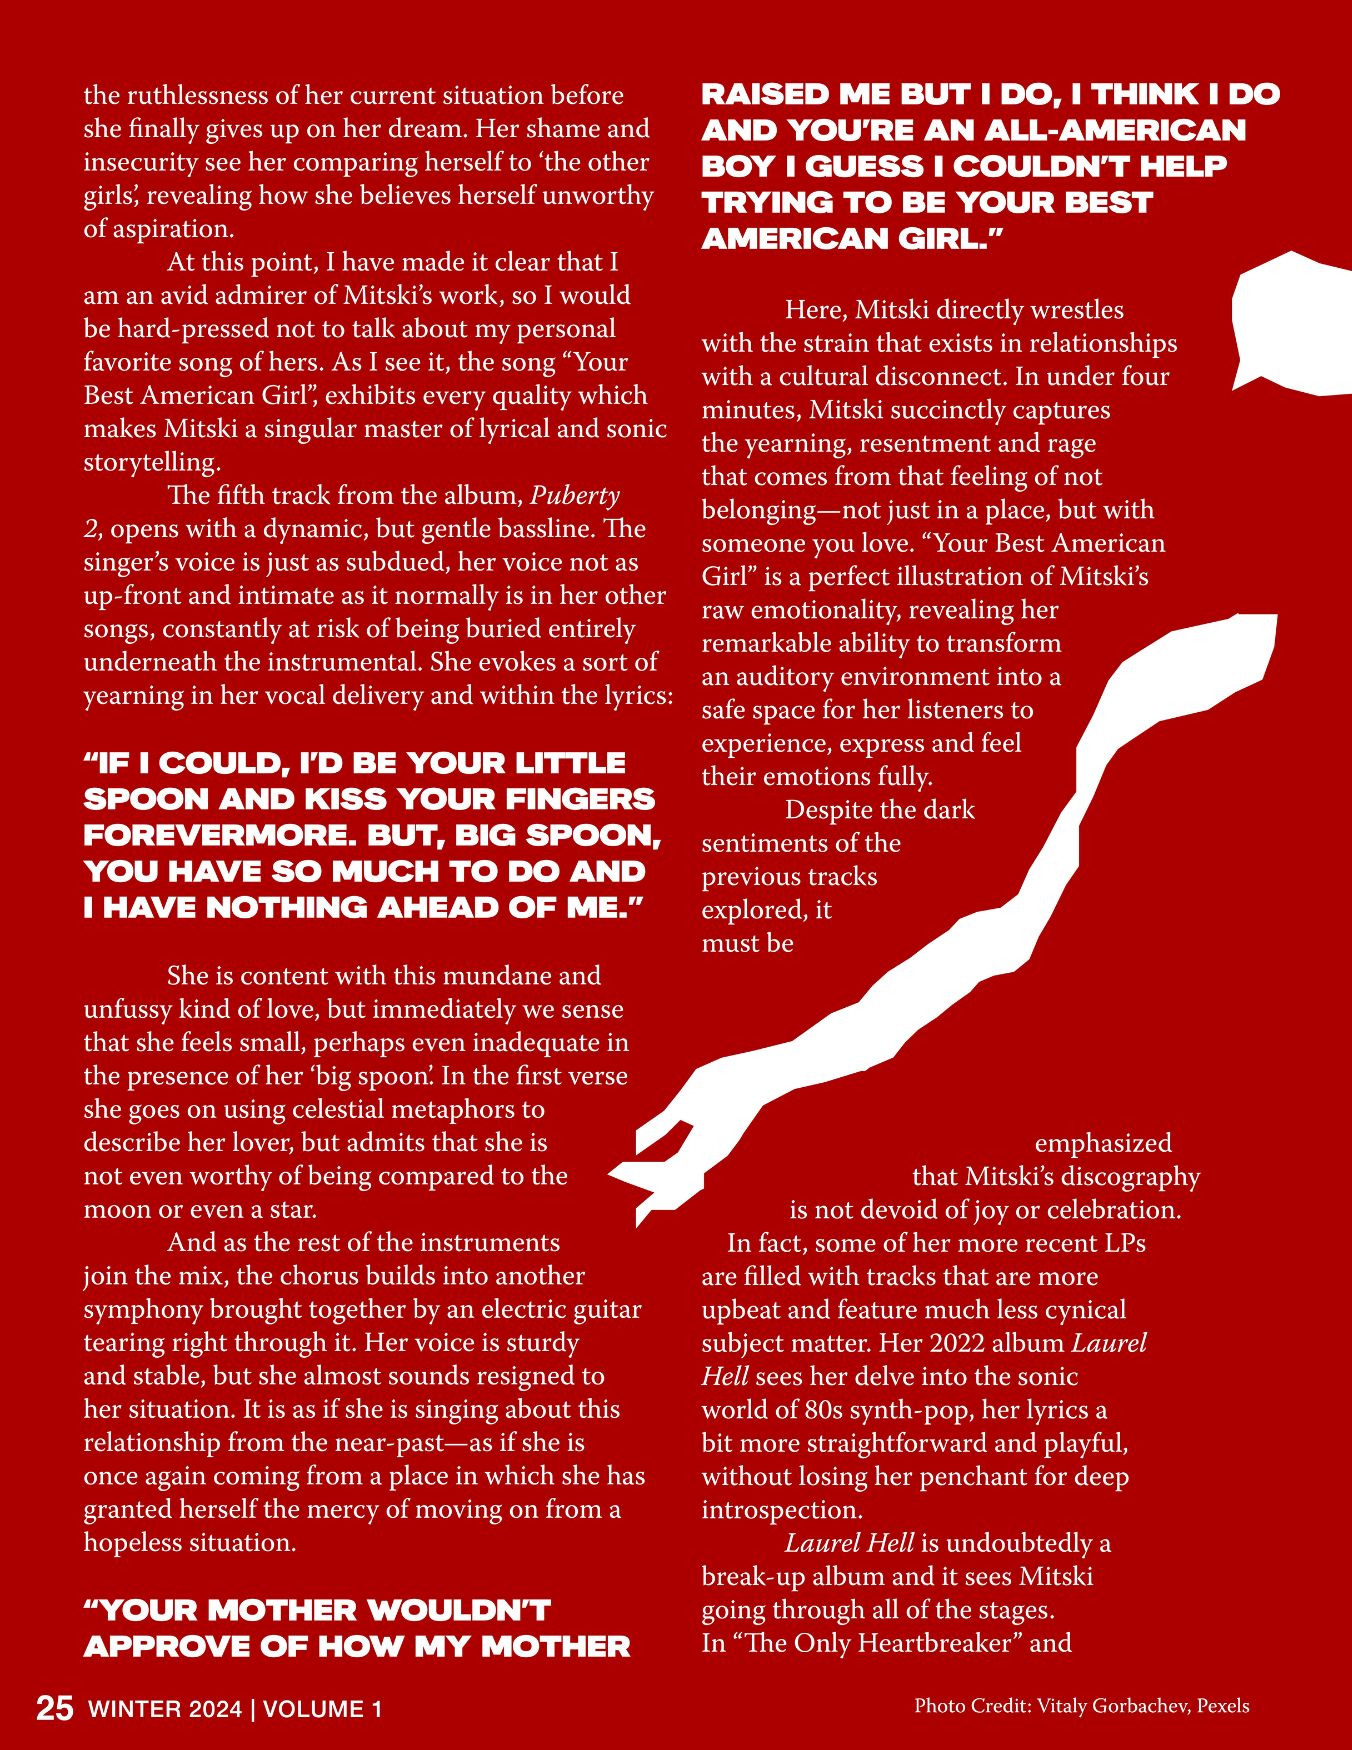 the ruthlessness of her current situation before
she finally gives up on her dream. Her shame and
insecurity see her comparing herself to ‘the other
girls’, revealing how she believes herself unworthy
of aspiration.
At this point, I have made it clear that I
am an avid admirer of Mitski’s work, so I would
be hard-pressed not to talk about my personal
favorite song of hers. As I see it, the song “Your
Best American Girl”, exhibits every quality which
makes Mitski a singular master of lyrical and sonic
storytelling.
The fifth track from the album, Puberty
2, opens with a dynamic, but gentle bassline. The
singer’s voice is just as subdued, her voice not as
up-front and intimate as it normally is in her other
songs, constantly at risk of being buried entirely
underneath the instrumental. She evokes a sort of
yearning in her vocal delivery and within the lyrics:
“IF I COULD, I’D BE YOUR LITTLE
SPOON AND KISS YOUR FINGERS
FOREVERMORE. BUT, BIG SPOON,
YOU HAVE SO MUCH TO DO AND
I HAVE NOTHING AHEAD OF ME.”
She is content with this mundane and
unfussy kind of love, but immediately we sense
that she feels small, perhaps even inadequate in
the presence of her ‘big spoon’. In the first verse
she goes on using celestial metaphors to
describe her lover, but admits that she is
not even worthy of being compared to the
moon or even a star.
And as the rest of the instruments
join the mix, the chorus builds into another
symphony brought together by an electric guitar
tearing right through it. Her voice is sturdy
and stable, but she almost sounds resigned to
her situation. It is as if she is singing about this
relationship from the near-past—as if she is
once again coming from a place in which she has
granted herself the mercy of moving on from a
hopeless situation.
“YOUR MOTHER WOULDN’T
APPROVE OF HOW MY MOTHER
RAISED ME BUT I DO, I THINK I DO
AND YOU’RE AN ALL-AMERICAN
BOY I GUESS I COULDN’T HELP
TRYING TO BE YOUR BEST
AMERICAN GIRL.”
Here, Mitski directly wrestles
with the strain that exists in relationships
with a cultural disconnect. In under four
minutes, Mitski succinctly captures
the yearning, resentment and rage
that comes from that feeling of not
belonging—not just in a place, but with
someone you love. “Your Best American
Girl” is a perfect illustration of Mitski’s
raw emotionality, revealing her
remarkable ability to transform
an auditory environment into a
safe space for her listeners to
experience, express and feel
their emotions fully.
Despite the dark
sentiments of the
previous tracks
explored, it
must be
emphasized
that Mitski’s discography
is not devoid of joy or celebration.
In fact, some of her more recent LPs
are filled with tracks that are more
upbeat and feature much less cynical
subject matter. Her 2022 album Laurel
Hell sees her delve into the sonic
world of 80s synth-pop, her lyrics a
bit more straightforward and playful,
without losing her penchant for deep
introspection.
Laurel Hell is undoubtedly a
break-up album and it sees Mitski
going through all of the stages.
In “The Only Heartbreaker” and
25 WINTER 2024 | VOLUME 1
Photo Credit: Vitaly Gorbachev, Pexels